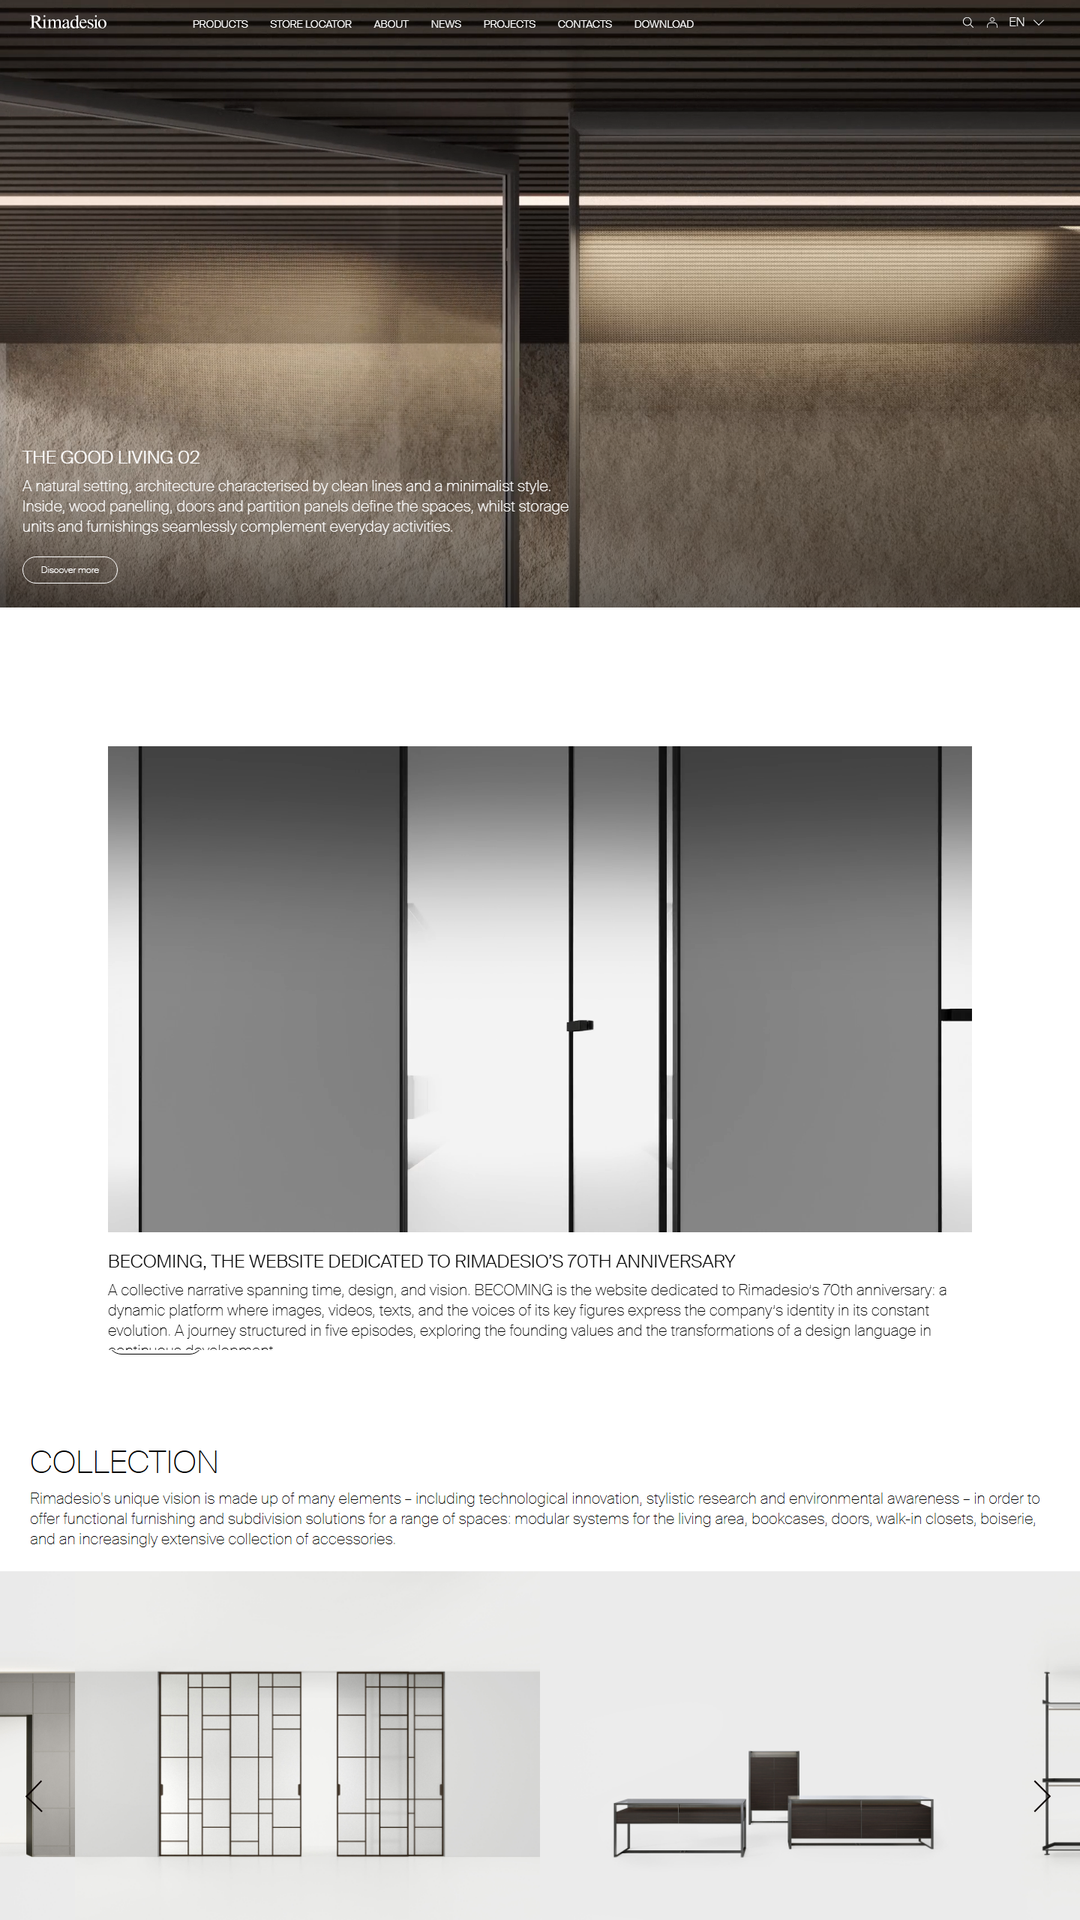 Rimadesio
PRODUCTS STORE LOCATOR ABOUT NEWS PROJECTS CONTACTS DOWNLOAD
EN
THE GOOD LIVING 02
A natural setting, architecture characterised by clean lines and a minimalist style.
Inside, wood panelling, doors and partition panels define the spaces, whilst storage
units and furnishings seamlessly complement everyday activities.
Discover more
BECOMING, THE WEBSITE DEDICATED TO RIMADESIO’S 70TH ANNIVERSARY
A collective narrative spanning time, design, and vision. BECOMING is the website dedicated to Rimadesio’s 70th anniversary: a
dynamic platform where images, videos, texts, and the voices of its key figures express the company’s identity in its constant
evolution. A journey structured in five episodes, exploring the founding values and the transformations of a design language in
continuous development.
COLLECTION
Rimadesio’s unique vision is made up of many elements – including technological innovation, stylistic research and environmental awareness – in order to
offer functional furnishing and subdivision solutions for a range of spaces: modular systems for the living area, bookcases, doors, walk-in closets, boiserie,
and an increasingly extensive collection of accessories.